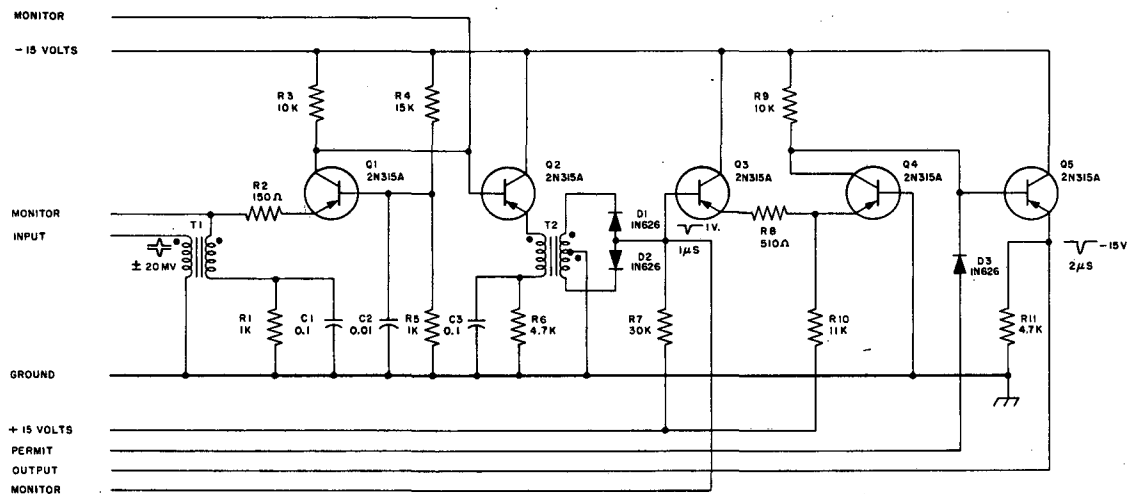 MONITOR
− 15 VOLTS
R3
10K
R4
15K
R9
10K
Q1
2N315A
Q2
2N315A
Q3
2N315A
Q4
2N315A
Q5
2N315A
R2
150Ω
MONITOR
INPUT
T1
± 20MV
T2
D1
1N626
D2
1N626
1V.
1μS
R8
510Ω
D3
1N626
−15V
2μS
R1
1K
C1
0.1
C2
0.01
R5
1K
C3
0.1
R6
4.7K
R7
30K
R10
11K
R11
4.7K
GROUND
+ 15 VOLTS
PERMIT
OUTPUT
MONITOR